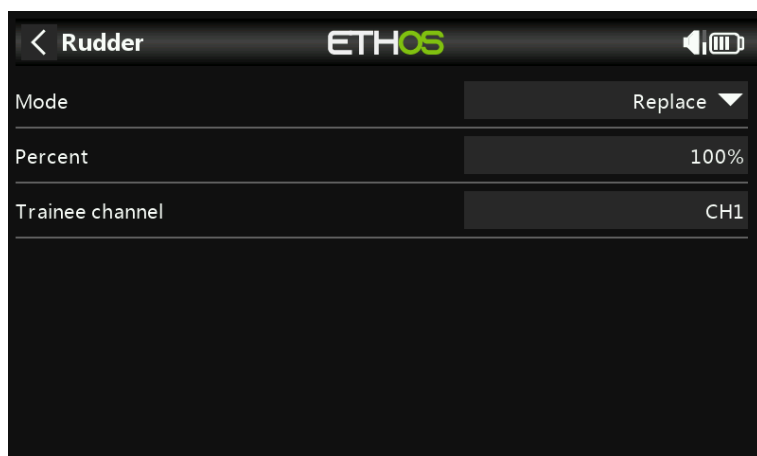 Rudder ETHOS
Mode Replace
Percent 100%
Trainee channel CH1